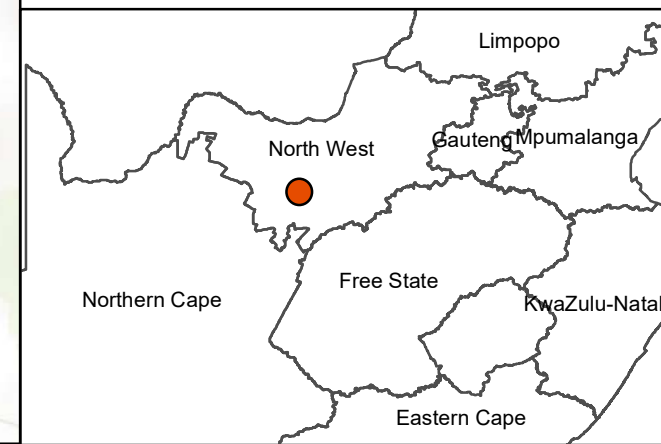 Limpopo
North West
Gauteng
Mpumalanga
Free State
Northern Cape
KwaZulu-Natal
Eastern Cape